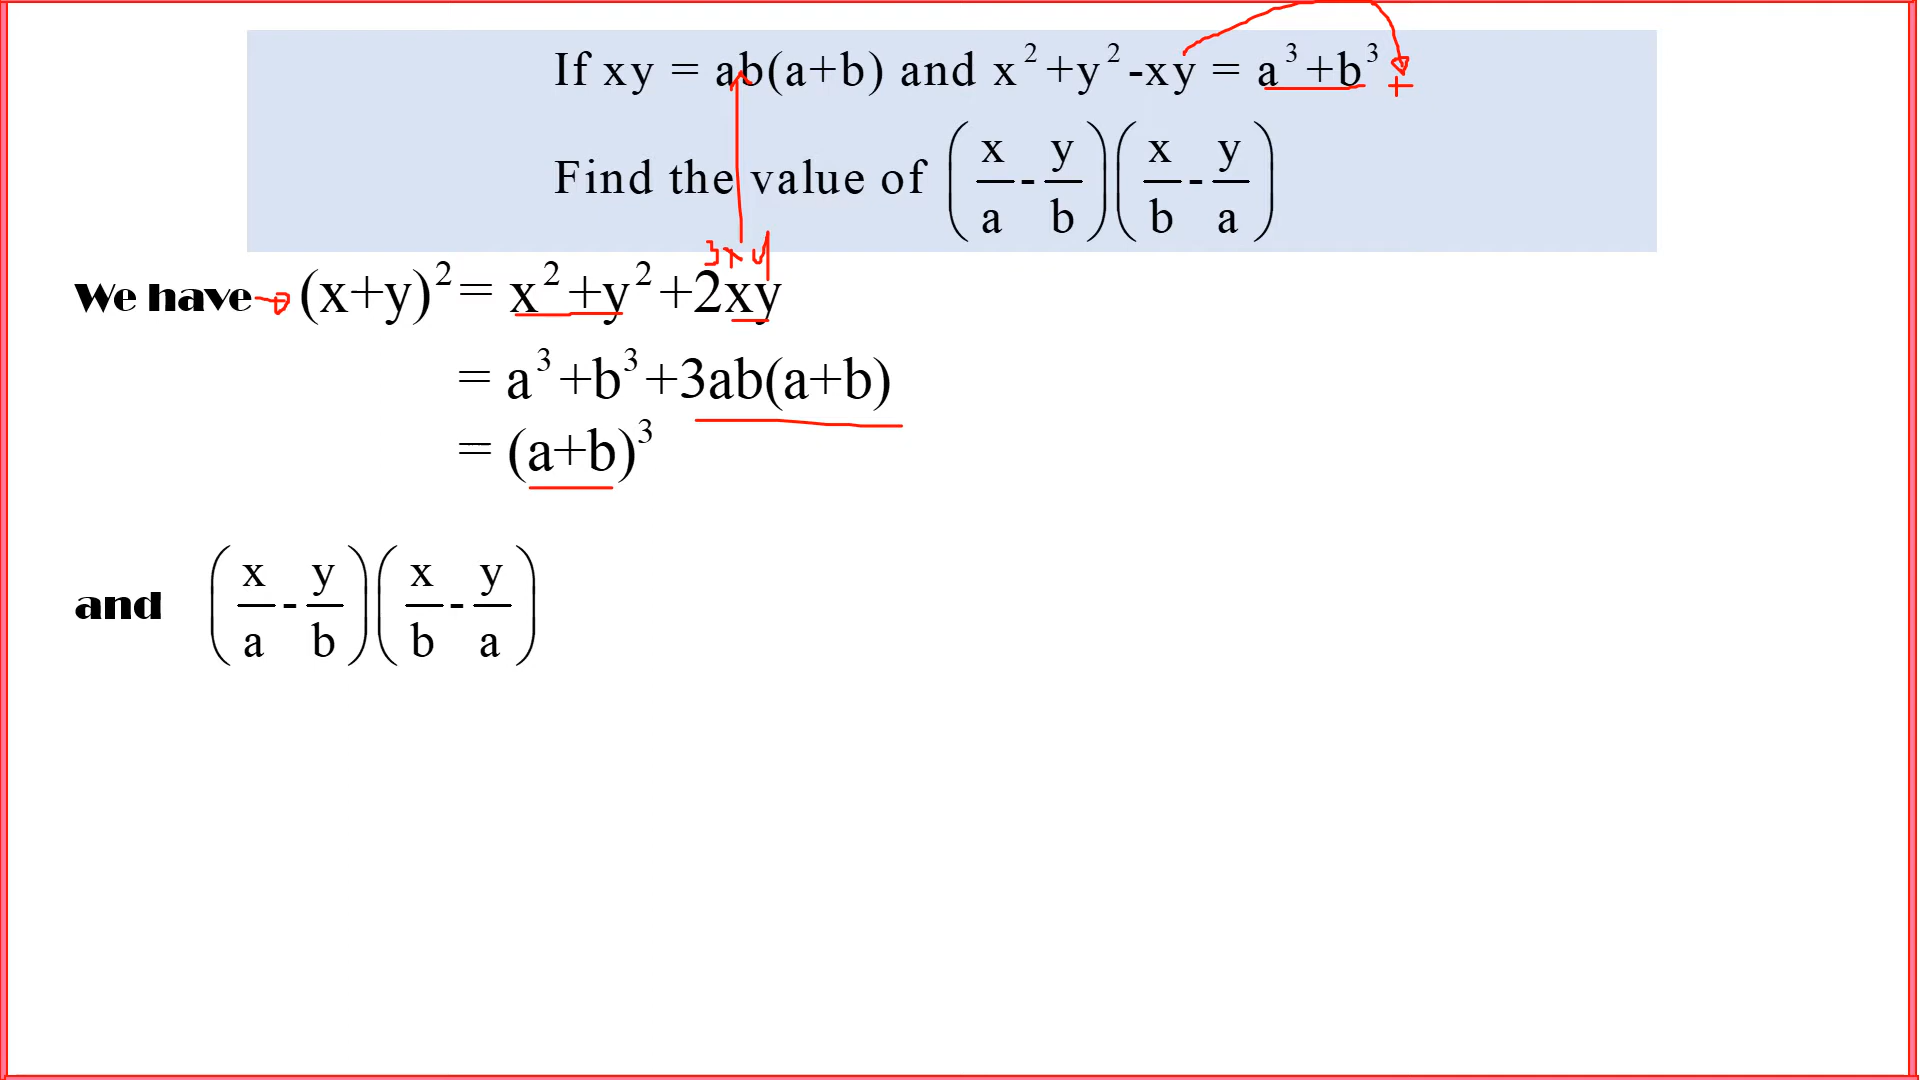 If xy = ab(a+b) and x²+y²-xy = a³+b³ +
Find the value of (x/a - y/b)(x/b - y/a)
3xy
We have (x+y)² = x²+y²+2xy
= a³+b³+3ab(a+b)
= (a+b)³
and (x/a - y/b)(x/b - y/a)